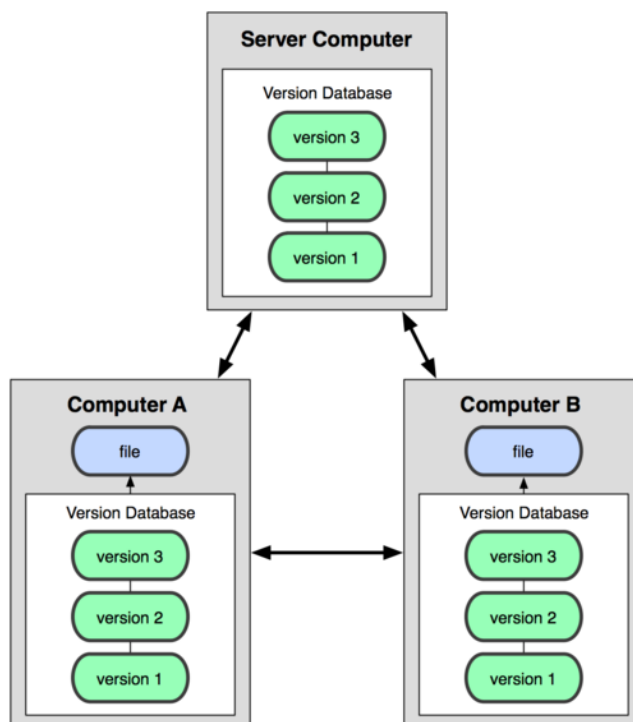 Server Computer
Version Database
version 3
version 2
version 1
Computer A
file
Version Database
version 3
version 2
version 1
Computer B
file
Version Database
version 3
version 2
version 1